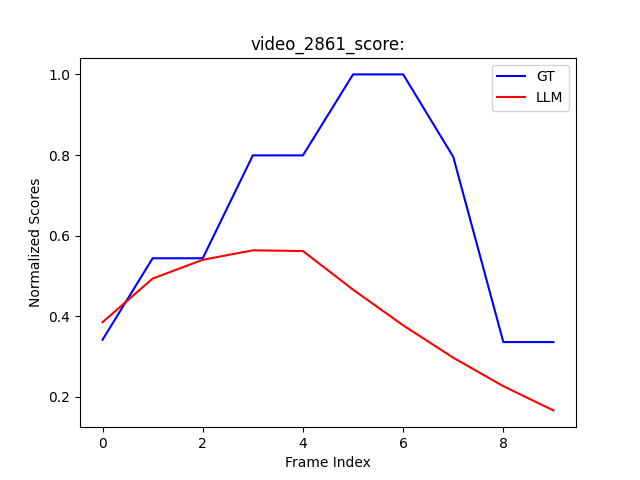 video_2861_score:
GT
LLM
Normalized Scores
1.0
0.8
0.6
0.4
0.2
0 2 4 6 8
Frame Index